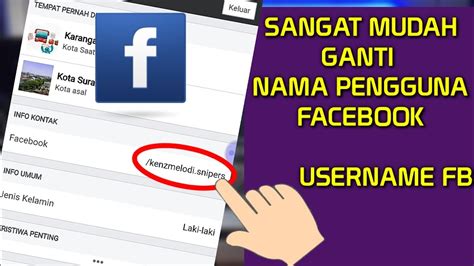 Keluar
TEMPAT PERNAH D
Karanga
Kota Saat
Kota Sura
Kota asal
INFO KONTAK
Facebook
/kenzmelodi.snipers
INFO UMUM
Jenis Kelamin
Laki-laki
KRISTIWA PENTING
f
SANGAT MUDAH
GANTI
NAMA PENGGUNA
FACEBOOK
USERNAME FB